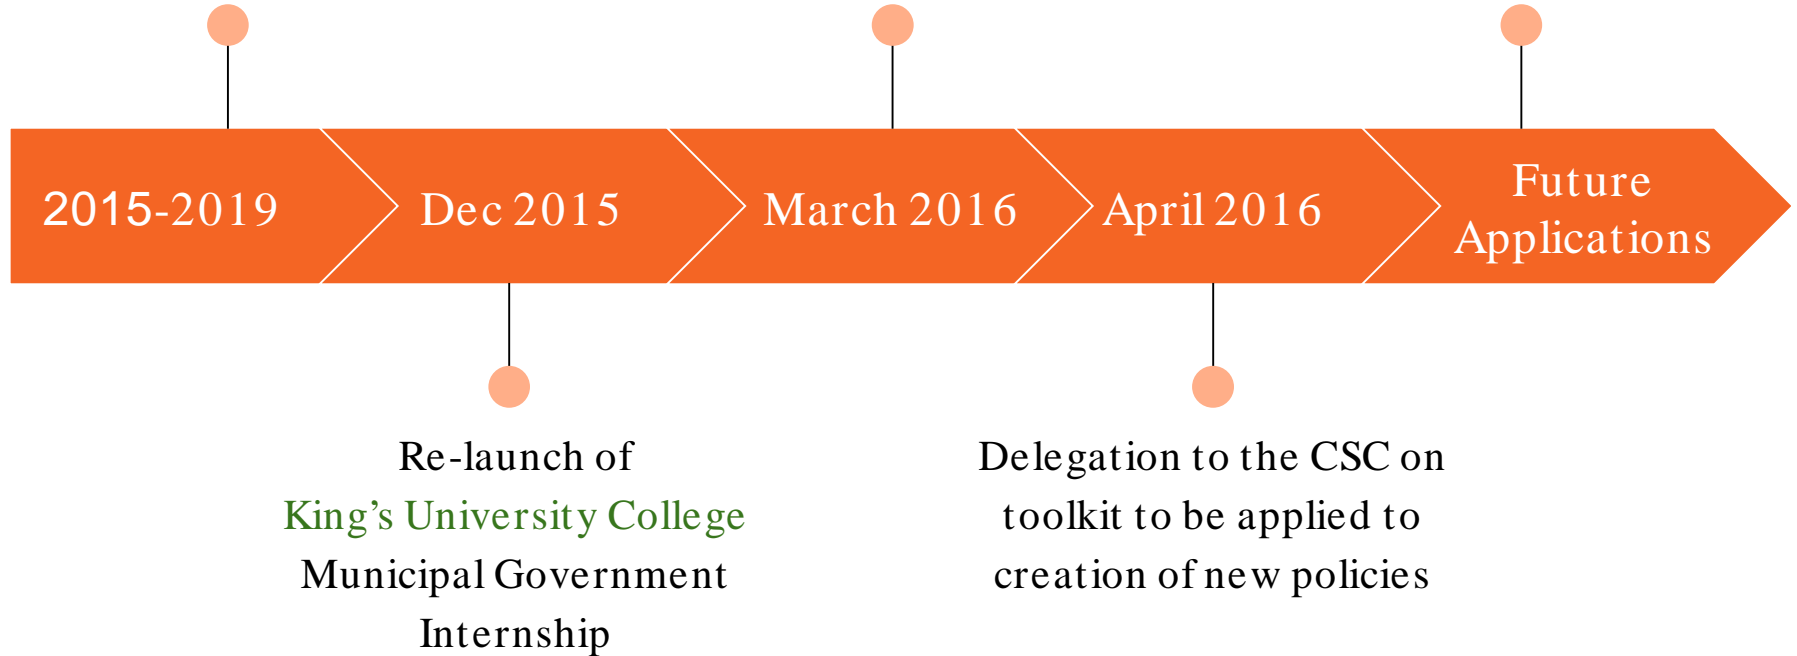 2015-2019
Dec 2015
March 2016
April 2016
Future
Applications
Re-launch of
King's University College
Municipal Government
Internship
Delegation to the CSC on
toolkit to be applied to
creation of new policies